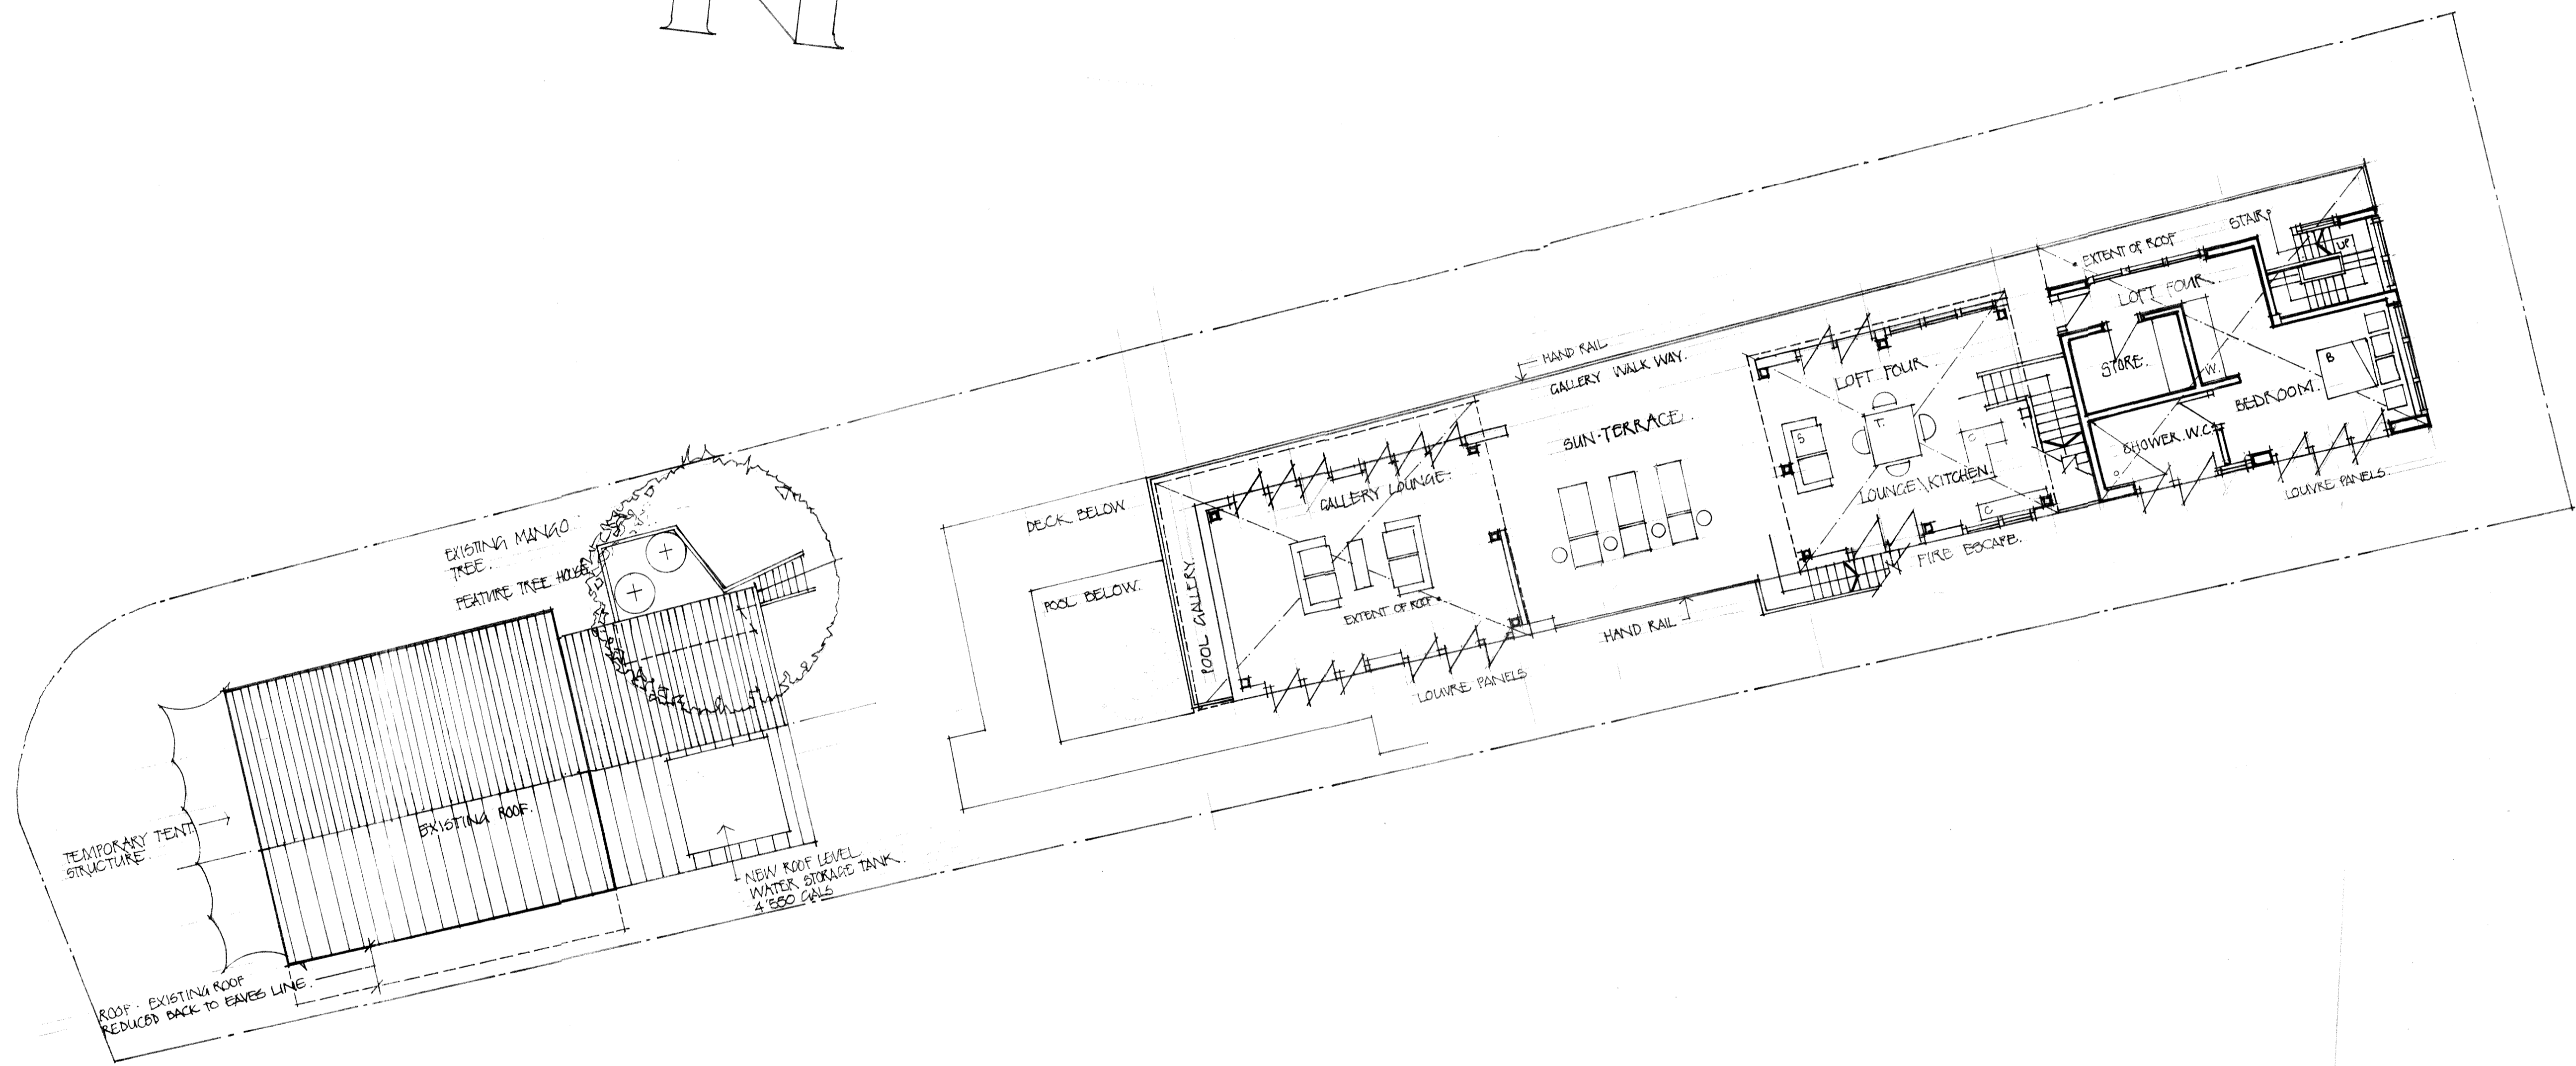 N
STAIR
EXTENT OF ROOF
UP.
LOFT FOUR
HAND RAIL
GALLERY WALK WAY.
STORE.
W.
B
BEDROOM.
LOFT FOUR
T.
S
C
SUN-TERRACE.
SHOWER.W.C.
LOUVRE PANELS.
GALLERY LOUNGE.
LOUNGE\KITCHEN.
C
DECK BELOW
FIRE ESCAPE.
EXISTING MANGO
TREE.
FEATURE TREE HOUSE
POOL BELOW.
POOL GALLERY.
EXTENT OF ROOF
HAND RAIL
LOUVRE PANELS
EXISTING ROOF.
TEMPORARY TENT
STRUCTURE.
NEW ROOF LEVEL
WATER STORAGE TANK.
4'550 GALS
ROOF. EXISTING ROOF
REDUCED BACK TO EAVES LINE.